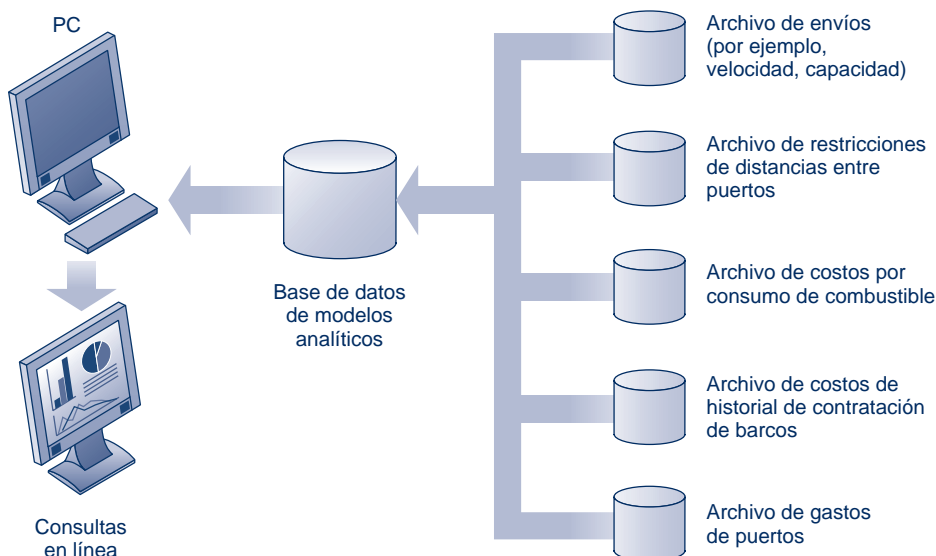 PC
Archivo de envíos
(por ejemplo,
velocidad, capacidad)
Archivo de restricciones
de distancias entre
puertos
Base de datos
de modelos
analíticos
Archivo de costos por
consumo de combustible
Archivo de costos de
historial de contratación
de barcos
Archivo de gastos
de puertos
Consultas
en línea